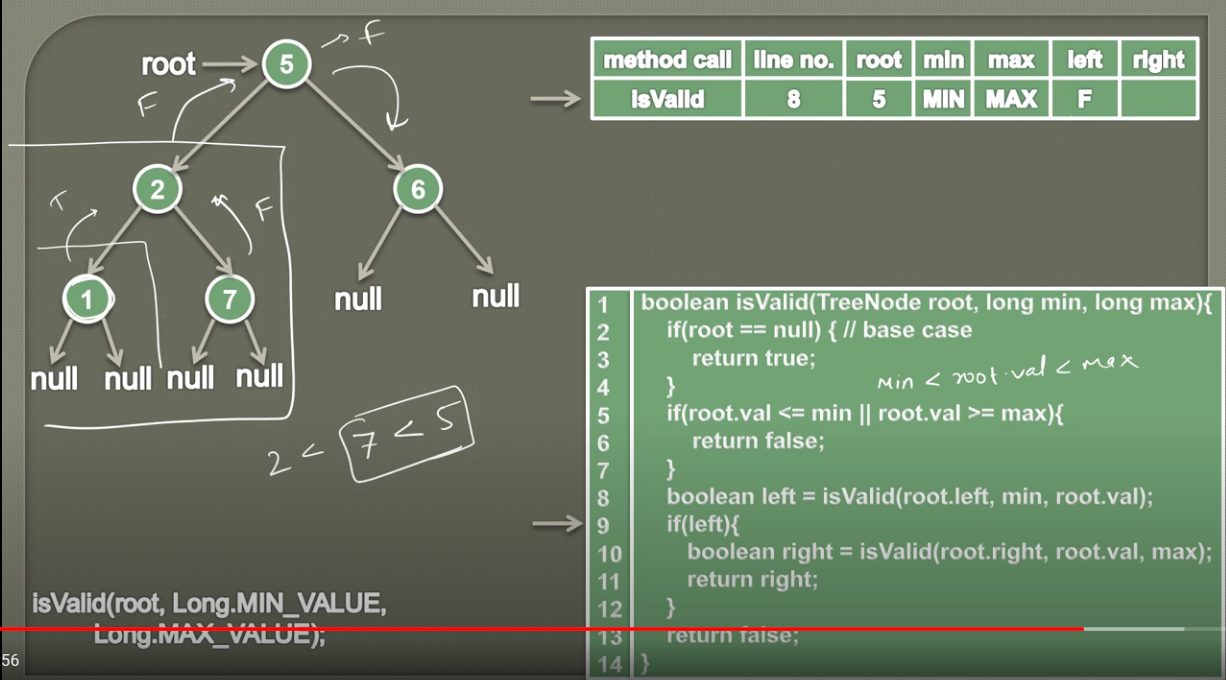 root 5 F
F
method call line no. root min max left right
isValid 8 5 MIN MAX F
2 6
T F
1 7
null null
null null null null
2 < 7 < 5
isValid(root, Long.MIN_VALUE,
Long.MAX_VALUE);
1 boolean isValid(TreeNode root, long min, long max){
2 if(root == null) { // base case
3 return true;
min < root.val < max
4 }
5 if(root.val <= min || root.val >= max){
6 return false;
7 }
8 boolean left = isValid(root.left, min, root.val);
9 if(left){
10 boolean right = isValid(root.right, root.val, max);
11 return right;
12 }
13 return false;
14 }
56